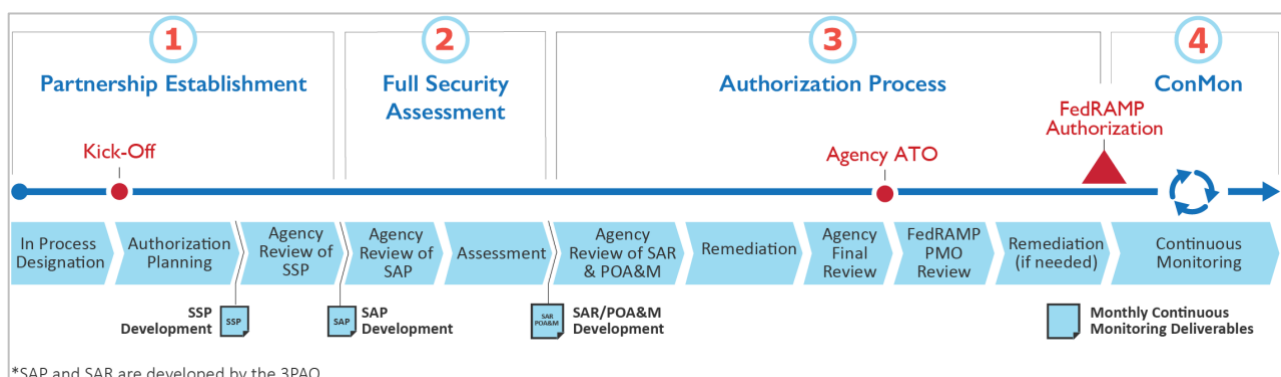 1
Partnership Establishment
2
Full Security
Assessment
3
Authorization Process
4
ConMon
Kick-Off
Agency ATO
FedRAMP
Authorization
In Process
Designation
Authorization
Planning
Agency
Review of
SSP
Agency
Review of
SAP
Assessment
Agency
Review of SAR
& POA&M
Remediation
Agency
Final
Review
FedRAMP
PMO
Review
Remediation
(if needed)
Continuous
Monitoring
SSP
Development
SSP
SAP
SAP
Development
SAR
POA&M
SAR/POA&M
Development
Monthly Continuous
Monitoring Deliverables
*SAP and SAR are developed by the 3PAO